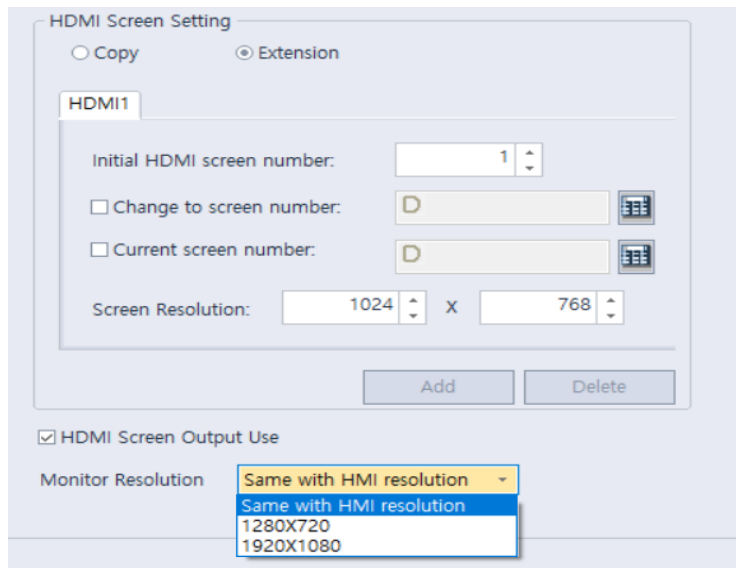 HDMI Screen Setting
Copy Extension
HDMI1
Initial HDMI screen number: 1
Change to screen number: D
Current screen number: D
Screen Resolution: 1024 X 768
Add Delete
HDMI Screen Output Use
Monitor Resolution Same with HMI resolution
Same with HMI resolution
1280X720
1920X1080